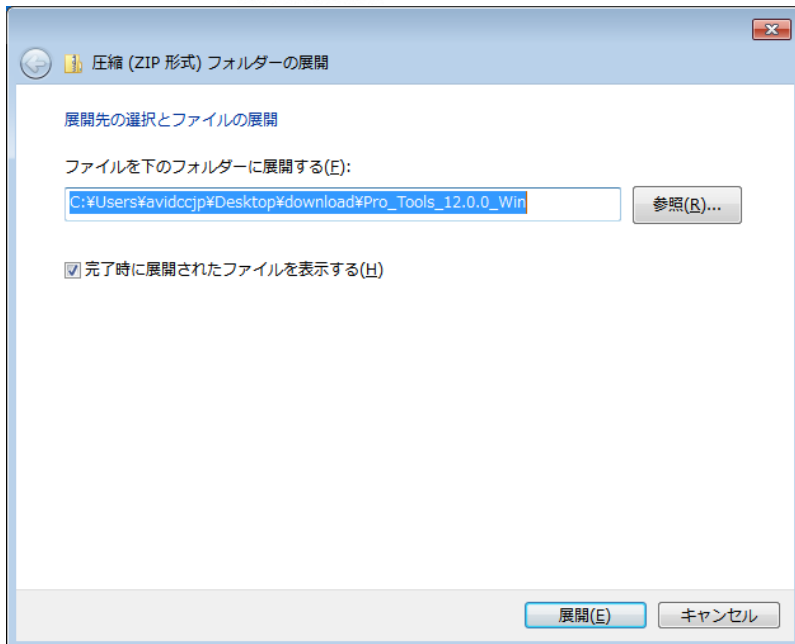 圧縮 (ZIP 形式) フォルダーの展開
展開先の選択とファイルの展開
ファイルを下のフォルダーに展開する(F):
C:¥Users¥avidccjp¥Desktop¥download¥Pro_Tools_12.0.0_Win
参照(R)...
完了時に展開されたファイルを表示する(H)
展開(E)
キャンセル